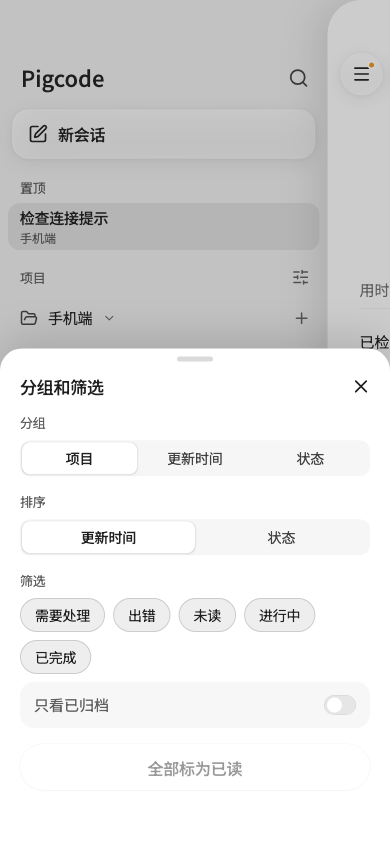 Pigcode
新会话
置顶
检查连接提示
手机端
项目
手机端
用时
已检
分组和筛选
分组
项目 更新时间 状态
排序
更新时间 状态
筛选
需要处理 出错 未读 进行中
已完成
只看已归档
全部标为已读